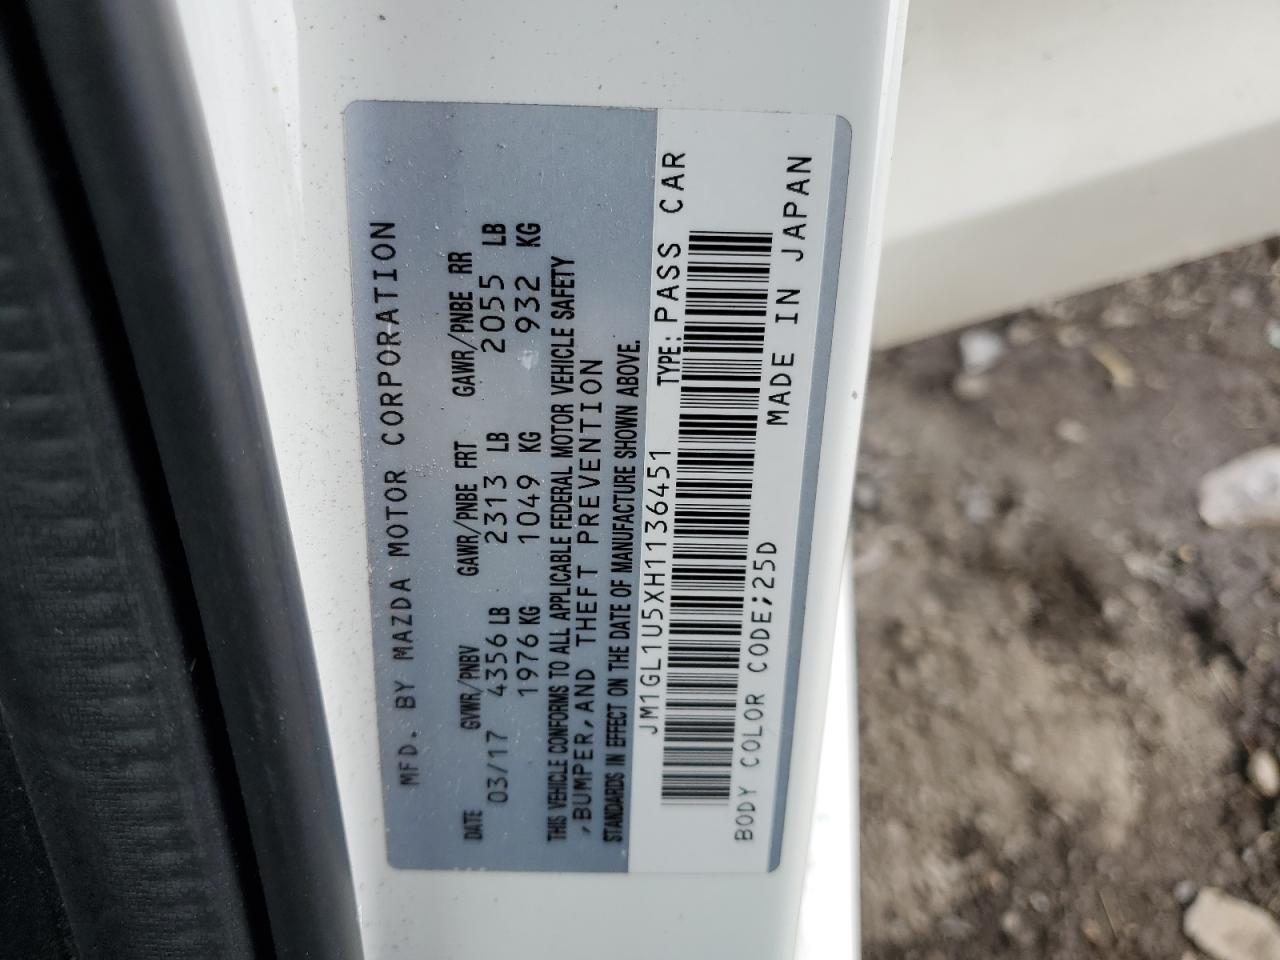 MFD. BY MAZDA MOTOR CORPORATION
DATE GVWR/PNBV GAWR/PNBE FRT GAWR/PNBE RR
03/17 4356 LB 2313 LB 2055 LB
1976 KG 1049 KG 932 KG
THIS VEHICLE CONFORMS TO ALL APPLICABLE FEDERAL MOTOR VEHICLE SAFETY
,BUMPER,AND THEFT PREVENTION
STANDARDS IN EFFECT ON THE DATE OF MANUFACTURE SHOWN ABOVE.
JM1GL1U5XH1136451 TYPE: PASS CAR
BODY COLOR CODE;25D MADE IN JAPAN